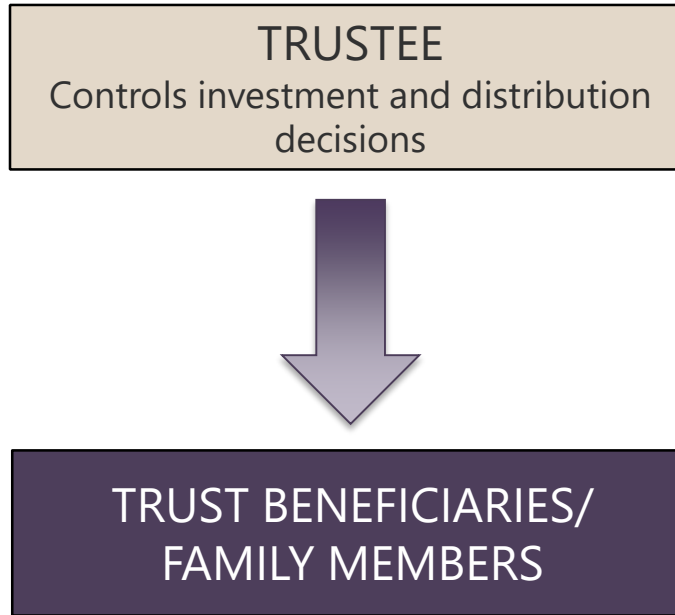 TRUSTEE
Controls investment and distribution
decisions
TRUST BENEFICIARIES/
FAMILY MEMBERS